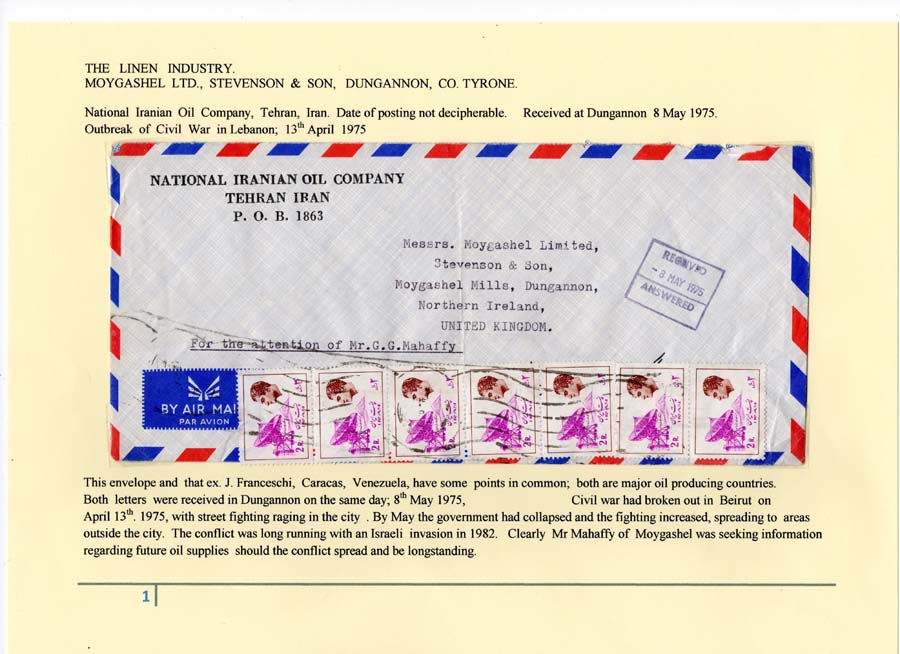 THE LINEN INDUSTRY.
MOYGASHEL LTD., STEVENSON & SON, DUNGANNON, CO. TYRONE.
National Iranian Oil Company, Tehran, Iran. Date of posting not decipherable. Received at Dungannon 8 May 1975.
Outbreak of Civil War in Lebanon; 13th April 1975
NATIONAL IRANIAN OIL COMPANY
TEHRAN IRAN
P. O. B. 1863
Messrs. Moygashel Limited,
Stevenson & Son,
Moygashel Mills, Dungannon,
Northern Ireland,
UNITED KINGDOM.
RECEIVED
- 8 MAY 1975
ANSWERED
For the attention of Mr.G.G.Mahaffy
BY AIR MAIL
PAR AVION
2R.
2R.
2R.
2R.
2R.
2R.
2R.
This envelope and that ex. J. Franceschi, Caracas, Venezuela, have some points in common; both are major oil producing countries.
Both letters were received in Dungannon on the same day; 8th May 1975, Civil war had broken out in Beirut on
April 13th. 1975, with street fighting raging in the city . By May the government had collapsed and the fighting increased, spreading to areas
outside the city. The conflict was long running with an Israeli invasion in 1982. Clearly Mr Mahaffy of Moygashel was seeking information
regarding future oil supplies should the conflict spread and be longstanding.
1